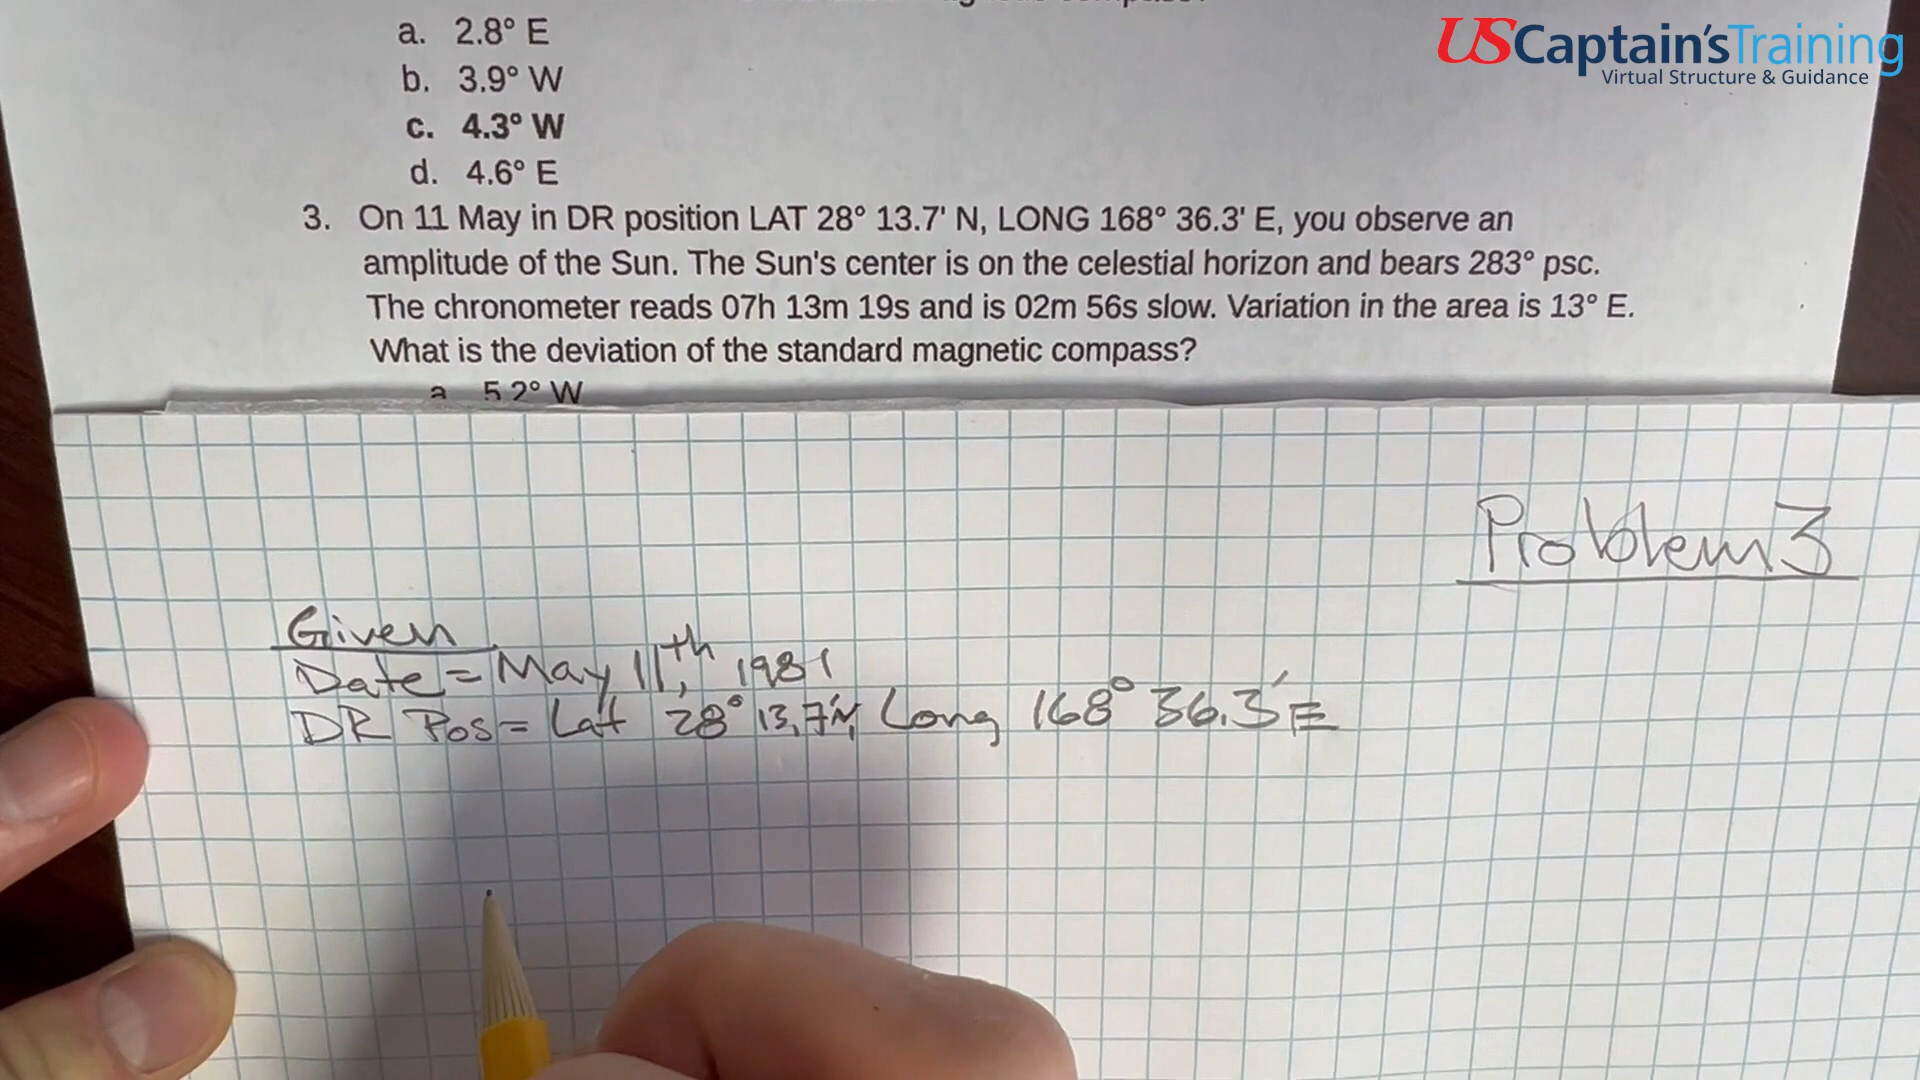 USCaptain'sTraining
Virtual Structure & Guidance
a. 2.8° E
b. 3.9° W
c. 4.3° W
d. 4.6° E
3. On 11 May in DR position LAT 28° 13.7' N, LONG 168° 36.3' E, you observe an
amplitude of the Sun. The Sun's center is on the celestial horizon and bears 283° psc.
The chronometer reads 07h 13m 19s and is 02m 56s slow. Variation in the area is 13° E.
What is the deviation of the standard magnetic compass?
a 5.2° W
Problem 3
Given
Date = May 11th, 1981
DR Pos = Lat 28° 13.7'N, Long 168° 36.3' E